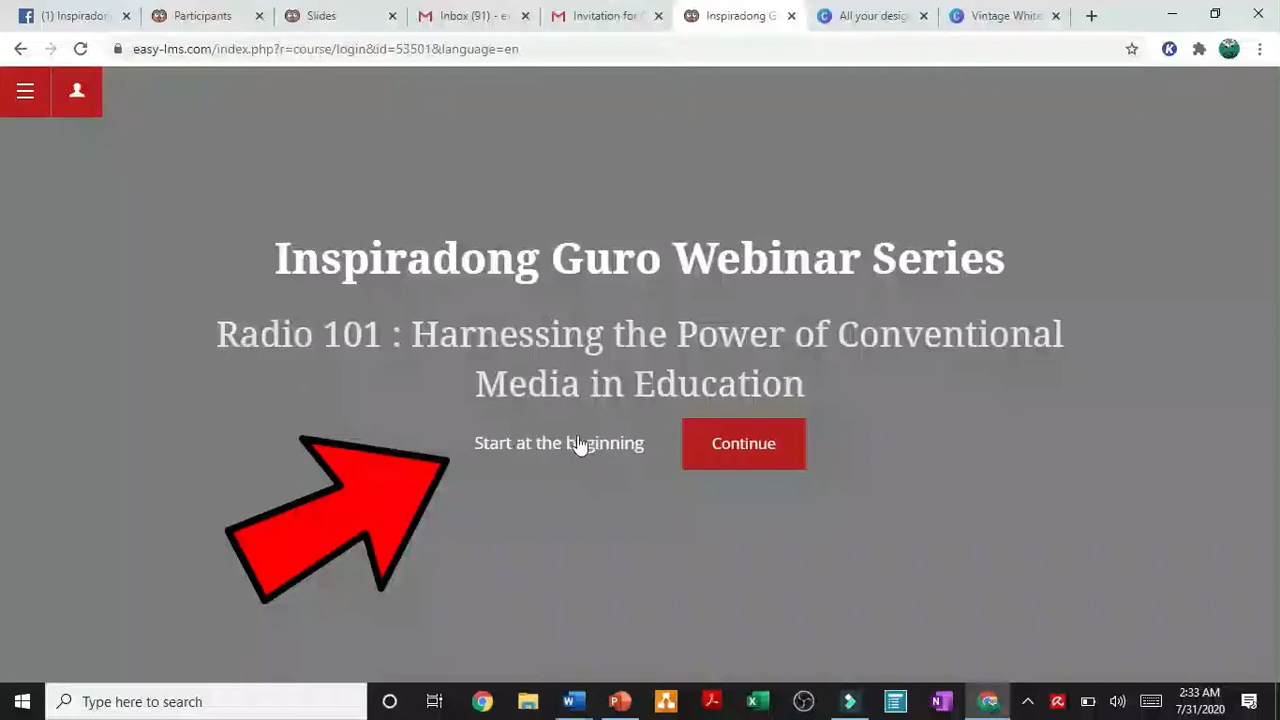 (1) Inspirador
Participants
Slides
Inbox (91) - e
Invitation for
Inspiradong G
All your desig
Vintage White
easy-lms.com/index.php?r=course/login&id=53501&language=en
Inspiradong Guro Webinar Series
Radio 101 : Harnessing the Power of Conventional
Media in Education
Start at the beginning
Continue
Type here to search
2:33 AM
7/31/2020